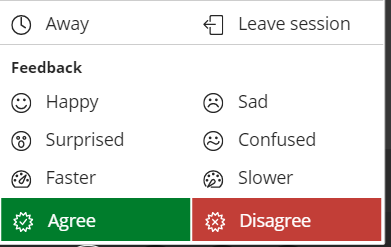 Away Leave session
Feedback
Happy Sad
Surprised Confused
Faster Slower
Agree Disagree